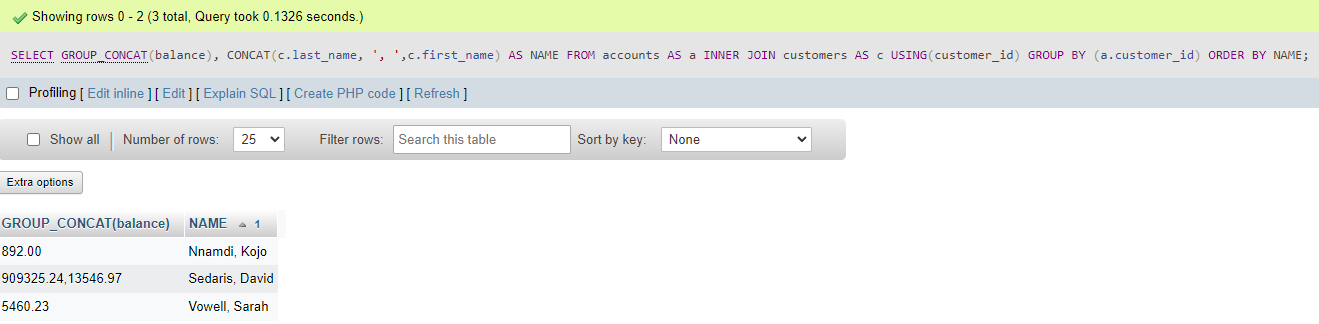 Showing rows 0 - 2 (3 total, Query took 0.1326 seconds.)
SELECT GROUP_CONCAT(balance), CONCAT(c.last_name, ', ',c.first_name) AS NAME FROM accounts AS a INNER JOIN customers AS c USING(customer_id) GROUP BY (a.customer_id) ORDER BY NAME;
Profiling [ Edit inline ] [ Edit ] [ Explain SQL ] [ Create PHP code ] [ Refresh ]
Show all Number of rows: 25 Filter rows: Search this table Sort by key: None
Extra options
GROUP_CONCAT(balance) NAME 1
892.00 Nnamdi, Kojo
909325.24,13546.97 Sedaris, David
5460.23 Vowell, Sarah